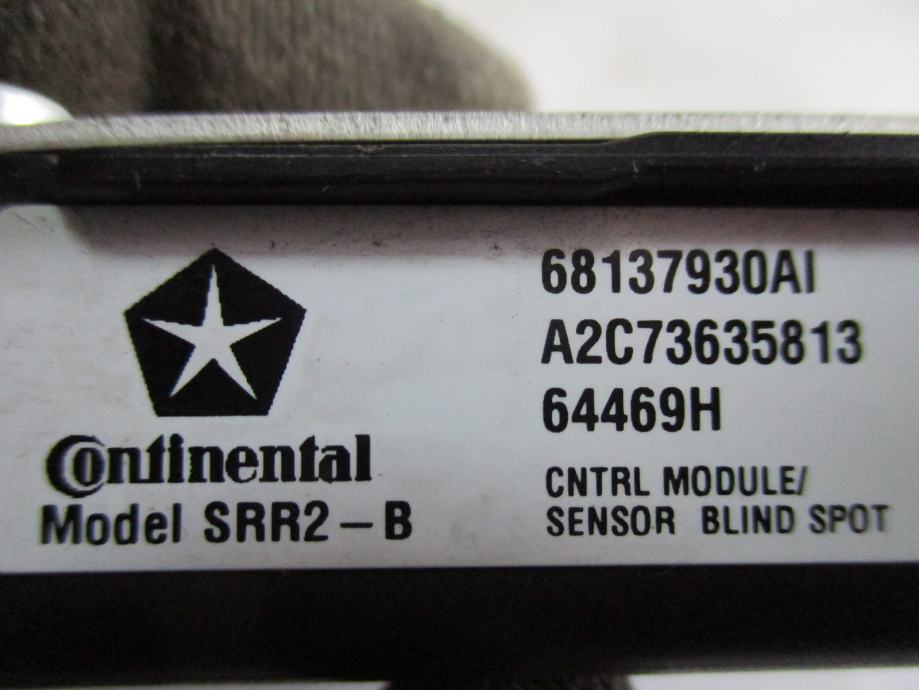 Continental
Model SRR2-B
68137930AI
A2C73635813
64469H
CNTRL MODULE/
SENSOR BLIND SPOT